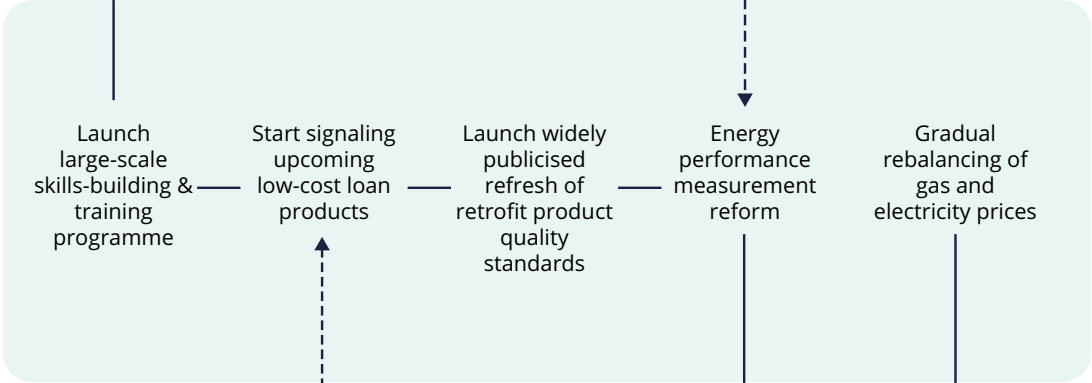 Launch
large-scale
skills-building &
training
programme
Start signaling
upcoming
low-cost loan
products
Launch widely
publicised
refresh of
retrofit product
quality
standards
Energy
performance
measurement
reform
Gradual
rebalancing of
gas and
electricity prices